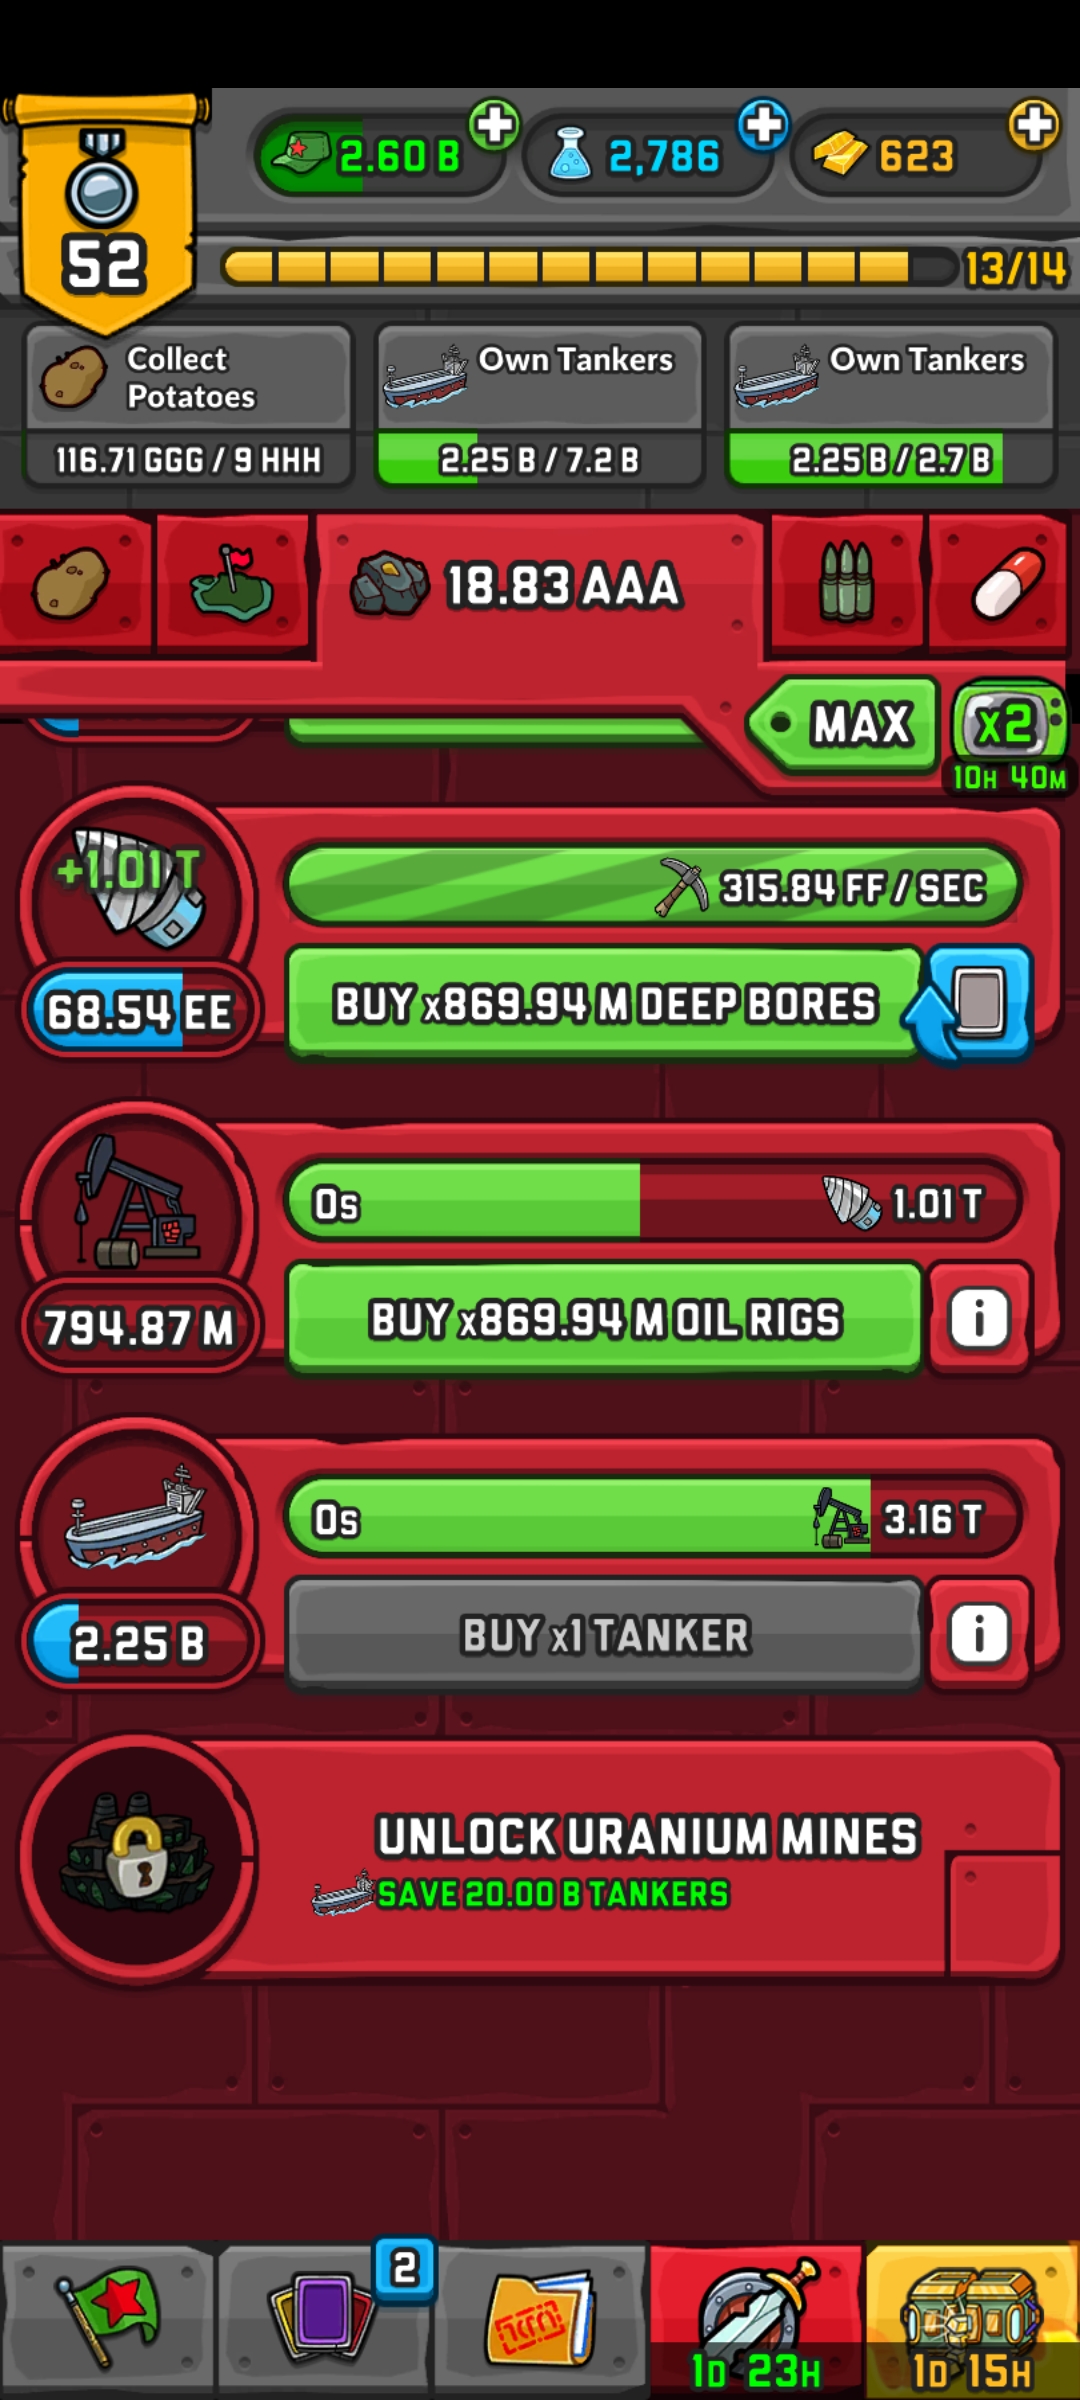 2.60 B
2,786
623
52
13/14
Collect
Potatoes
116.71 GGG / 9 HHH
Own Tankers
2.25 B / 7.2 B
Own Tankers
2.25 B / 2.7 B
18.83 AAA
MAX
x2
10H 40M
+1.01 T
68.54 EE
315.84 FF / SEC
BUY x869.94 M DEEP BORES
0s
1.01 T
794.87 M
BUY x869.94 M OIL RIGS
i
0s
3.16 T
2.25 B
BUY x1 TANKER
i
UNLOCK URANIUM MINES
SAVE 20.00 B TANKERS
2
1D 23H
1D 15H